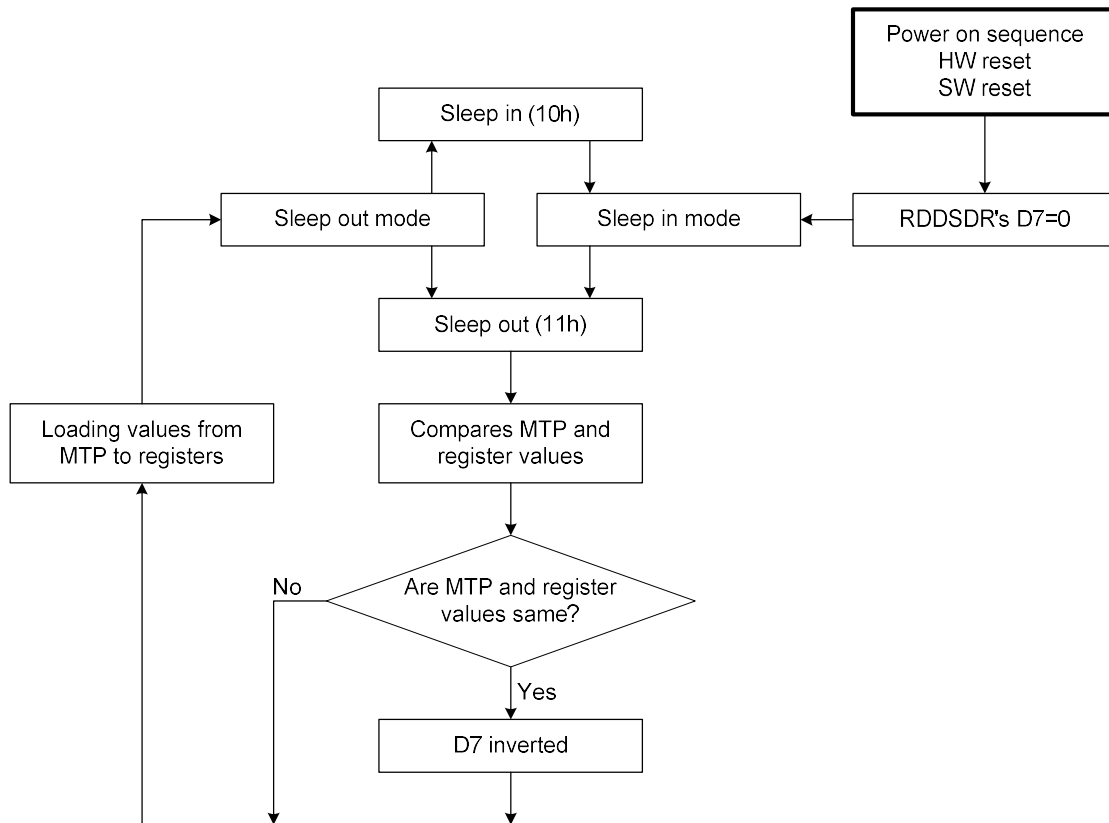 Power on sequence
HW reset
SW reset
Sleep in (10h)
Sleep out mode
Sleep in mode
RDDSDR's D7=0
Sleep out (11h)
Loading values from
MTP to registers
Compares MTP and
register values
No
Are MTP and register
values same?
Yes
D7 inverted